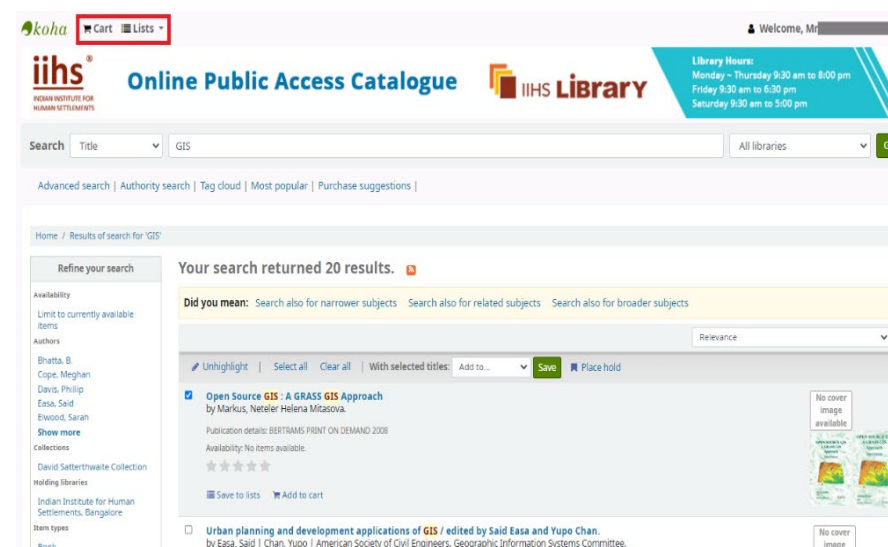 koha Cart Lists Welcome, Mr
iihs®
INDIAN INSTITUTE FOR
HUMAN SETTLEMENTS
Online Public Access Catalogue
IIHS LiBrarY
Library Hours:
Monday ~ Thursday 9:30 am to 8:00 pm
Friday 9:30 am to 6:30 pm
Saturday 9:30 am to 5:00 pm
Search Title GIS All libraries G
Advanced search | Authority search | Tag cloud | Most popular | Purchase suggestions |
Home / Results of search for 'GIS'
Refine your search
Availability
Limit to currently available
items
Authors
Bhatta, B.
Cope, Meghan
Davis, Phillip
Easa, Said
Elwood, Sarah
Show more
Collections
David Satterthwaite Collection
Holding libraries
Indian Institute for Human
Settlements, Bangalore
Item types
Book
Your search returned 20 results.
Did you mean: Search also for narrower subjects Search also for related subjects Search also for broader subjects
Relevance
Unhighlight | Select all Clear all | With selected titles: Add to... Save Place hold
Open Source GIS : A GRASS GIS Approach
by Markus, Neteler Helena Mitasova.
Publication details: BERTRAMS PRINT ON DEMAND 2008
Availability: No items available.
Save to lists Add to cart
No cover
image
available
Urban planning and development applications of GIS / edited by Said Easa and Yupo Chan.
by Easa, Said | Chan, Yupo | American Society of Civil Engineers. Geographic Information Systems Committee.
No cover
image